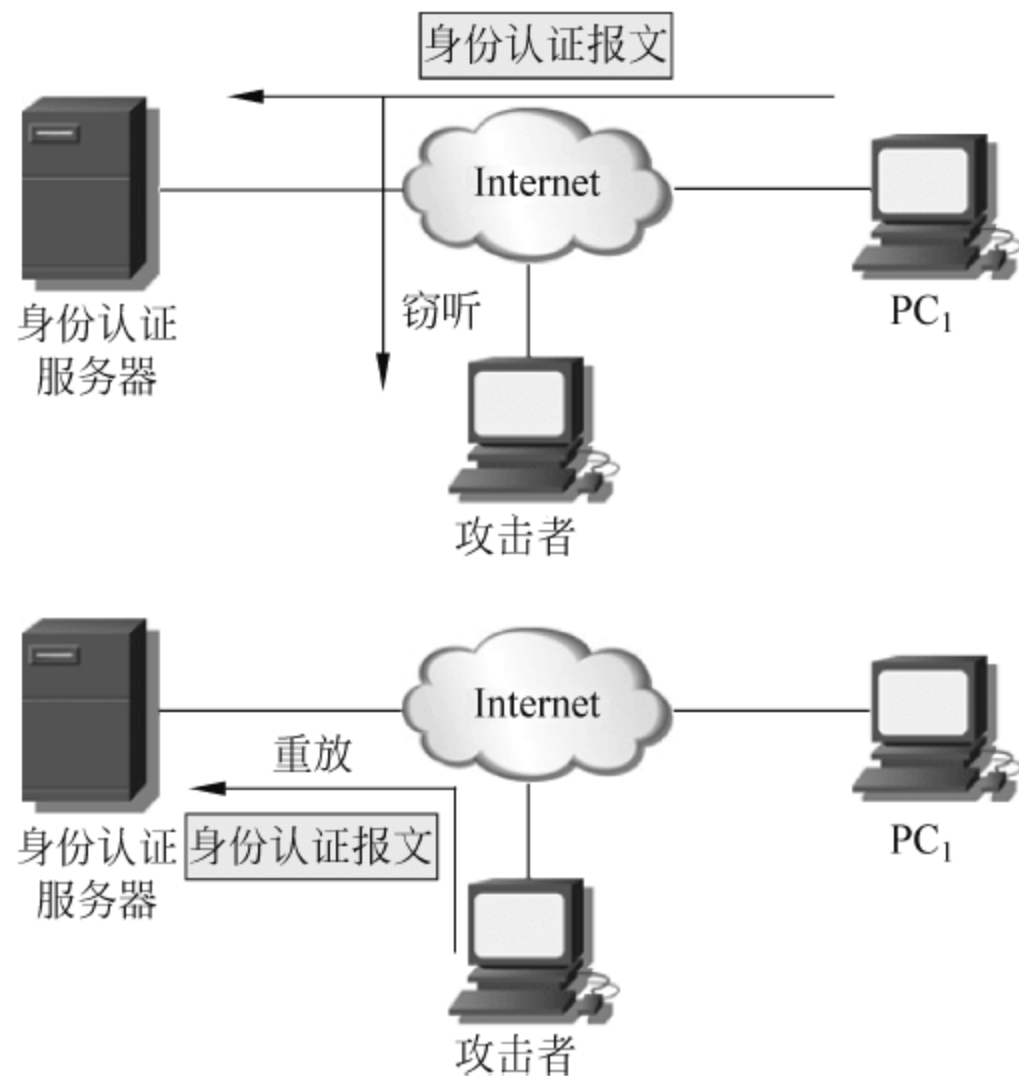 身份认证报文
Internet
窃听
身份认证
服务器
PC₁
攻击者
Internet
重放
身份认证报文
身份认证
服务器
PC₁
攻击者